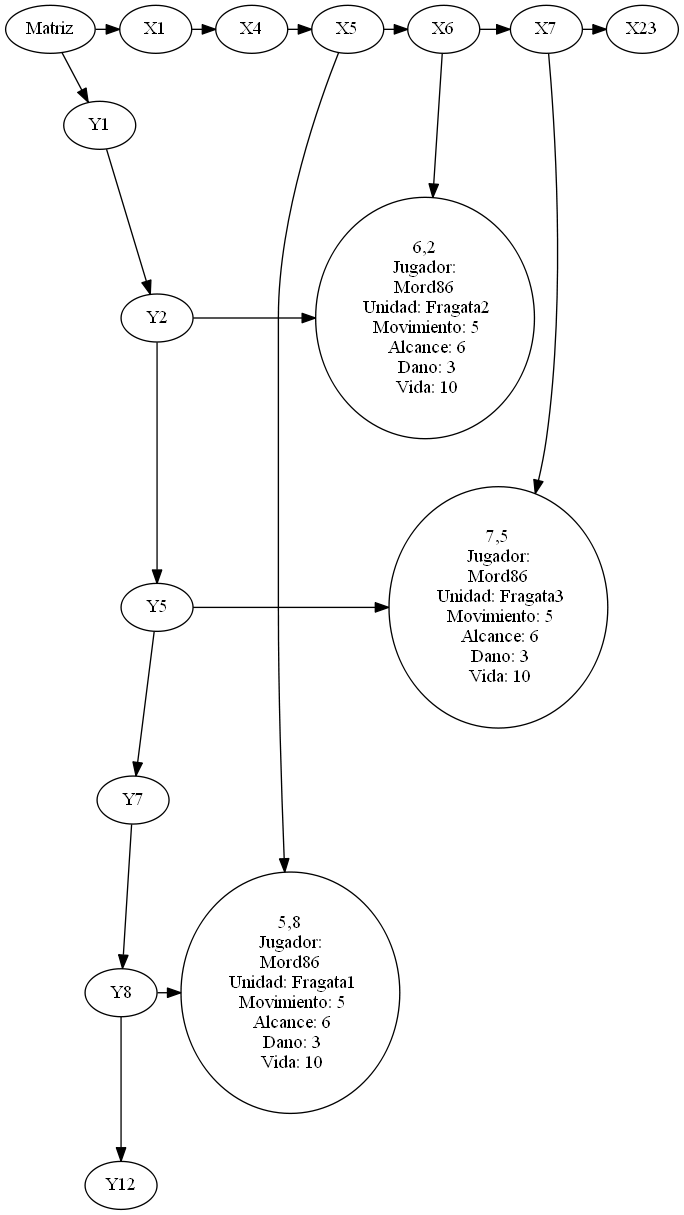 Matriz
X1
X4
X5
X6
X7
X23
Y1
6,2
Jugador:
Mord86
Unidad: Fragata2
Movimiento: 5
Alcance: 6
Dano: 3
Vida: 10
Y2
7,5
Jugador:
Mord86
Unidad: Fragata3
Movimiento: 5
Alcance: 6
Dano: 3
Vida: 10
Y5
Y7
5,8
Jugador:
Mord86
Unidad: Fragata1
Movimiento: 5
Alcance: 6
Dano: 3
Vida: 10
Y8
Y12